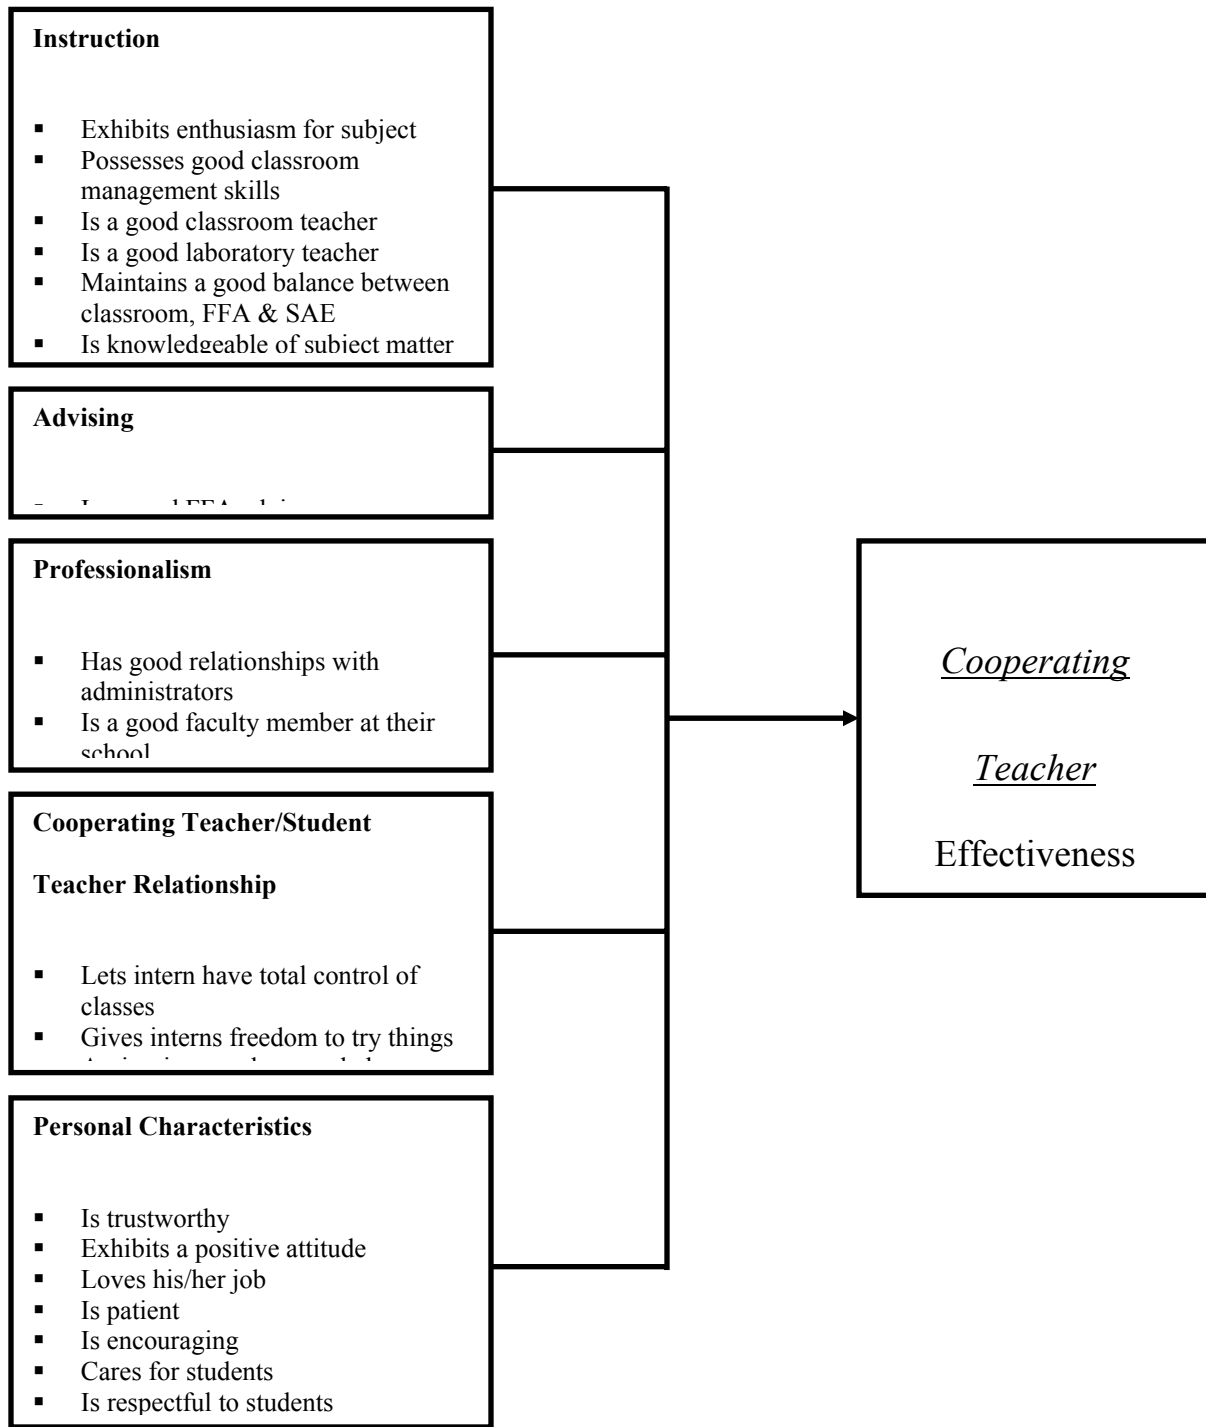 Instruction
▪ Exhibits enthusiasm for subject
▪ Possesses good classroom
management skills
▪ Is a good classroom teacher
▪ Is a good laboratory teacher
▪ Maintains a good balance between
classroom, FFA & SAE
▪ Is knowledgeable of subject matter
Advising
FFA
Professionalism
▪ Has good relationships with
administrators
▪ Is a good faculty member at their
school
Cooperating Teacher/Student
Teacher Relationship
▪ Lets intern have total control of
classes
▪ Gives interns freedom to try things
Personal Characteristics
▪ Is trustworthy
▪ Exhibits a positive attitude
▪ Loves his/her job
▪ Is patient
▪ Is encouraging
▪ Cares for students
▪ Is respectful to students
Cooperating
Teacher
Effectiveness